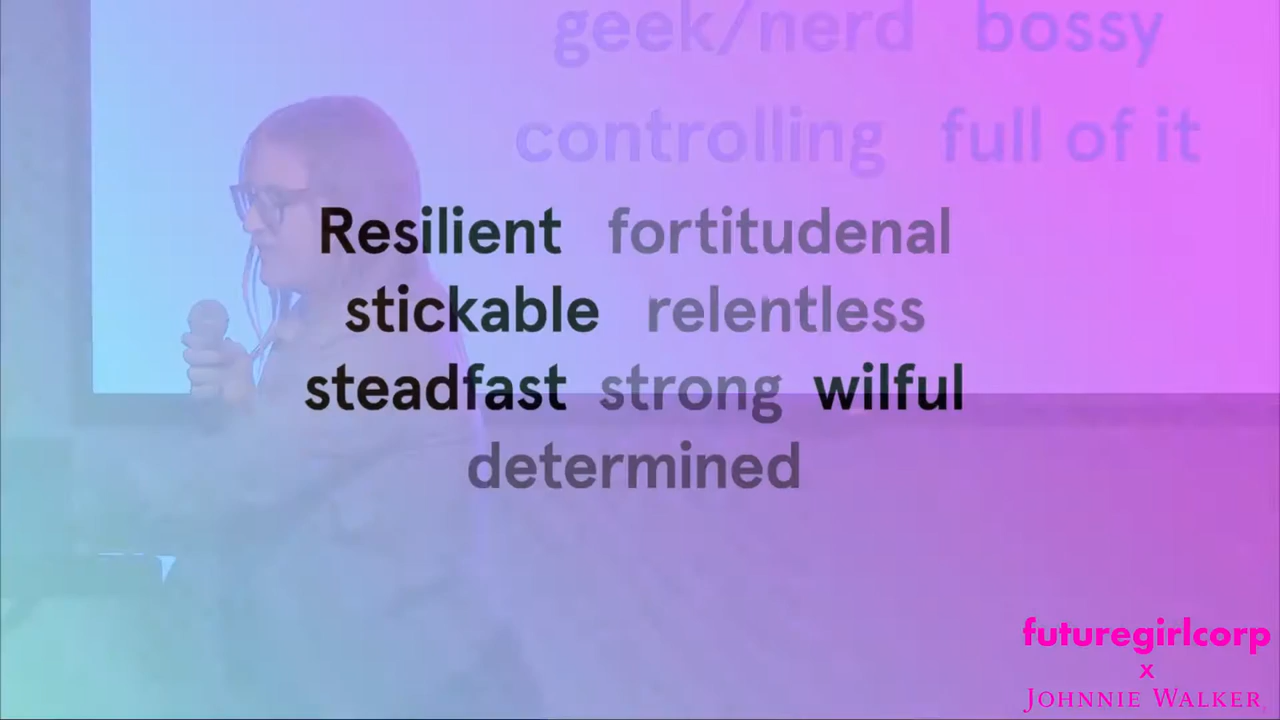 geek/nerd bossy
controlling full of it
Resilient fortitudenal
stickable relentless
steadfast strong wilful
determined
futuregirlcorp
x
JOHNNIE WALKER